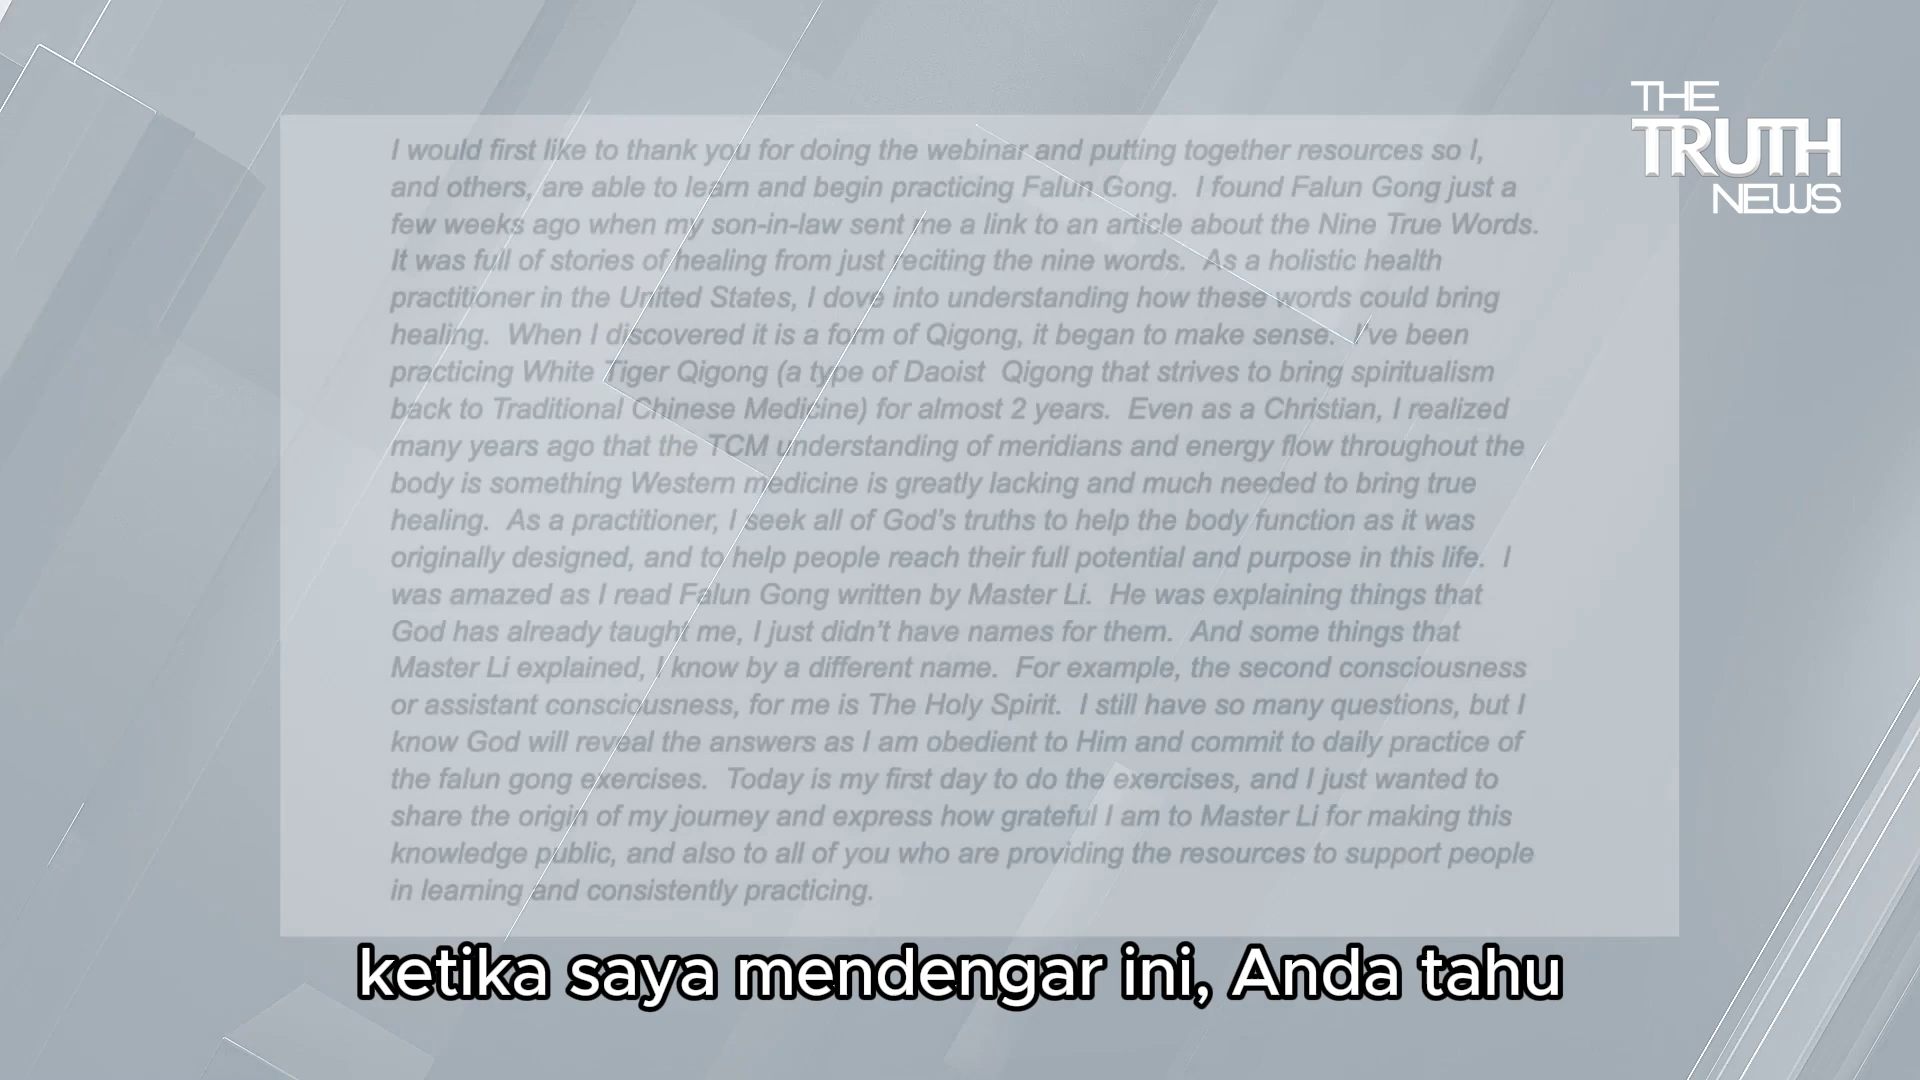 THE
TRUTH
NEWS
I would first like to thank you for doing the webinar and putting together resources so I,
and others, are able to learn and begin practicing Falun Gong.  I found Falun Gong just a
few weeks ago when my son-in-law sent me a link to an article about the Nine True Words.
It was full of stories of healing from just reciting the nine words.  As a holistic health
practitioner in the United States, I dove into understanding how these words could bring
healing.  When I discovered it is a form of Qigong, it began to make sense.  I've been
practicing White Tiger Qigong (a type of Daoist  Qigong that strives to bring spiritualism
back to Traditional Chinese Medicine) for almost 2 years.  Even as a Christian, I realized
many years ago that the TCM understanding of meridians and energy flow throughout the
body is something Western medicine is greatly lacking and much needed to bring true
healing.  As a practitioner, I seek all of God's truths to help the body function as it was
originally designed, and to help people reach their full potential and purpose in this life.  I
was amazed as I read Falun Gong written by Master Li.  He was explaining things that
God has already taught me, I just didn't have names for them.  And some things that
Master Li explained, I know by a different name.  For example, the second consciousness
or assistant consciousness, for me is The Holy Spirit.  I still have so many questions, but I
know God will reveal the answers as I am obedient to Him and commit to daily practice of
the falun gong exercises.  Today is my first day to do the exercises, and I just wanted to
share the origin of my journey and express how grateful I am to Master Li for making this
knowledge public, and also to all of you who are providing the resources to support people
in learning and consistently practicing.
ketika saya mendengar ini, Anda tahu